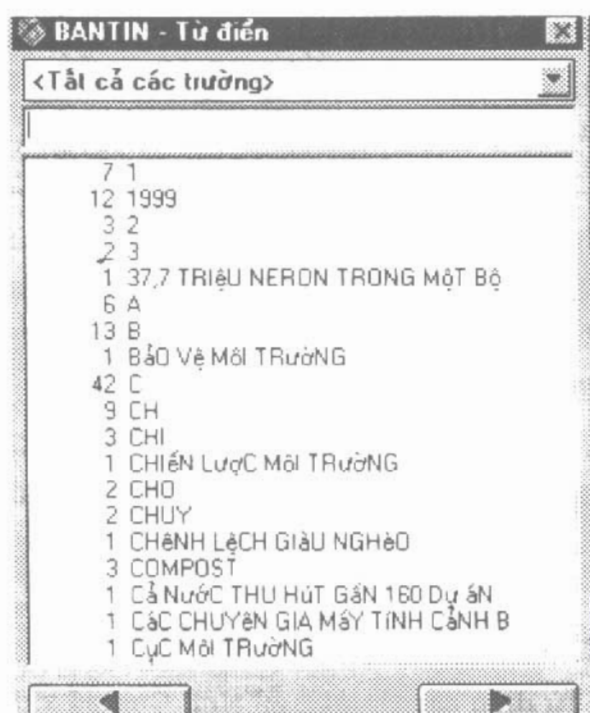 BANTIN - Từ điển
<Tất cả các trường>
7 1
12 1999
3 2
2 3
1 37,7 TRIệU NERON TRONG MộT Bộ
6 A
13 B
1 BảO Vệ MôI TRườNG
42 C
9 CH
3 CHI
1 CHIếN LượC MôI TRườNG
2 CHO
2 CHUY
1 CHêNH LệCH GIàU NGHèO
3 COMPOST
1 Cả NướC THU HúT GầN 160 Dự áN
1 CáC CHUYêN GIA MáY TíNH CảNH B
1 CụC MôI TRườNG